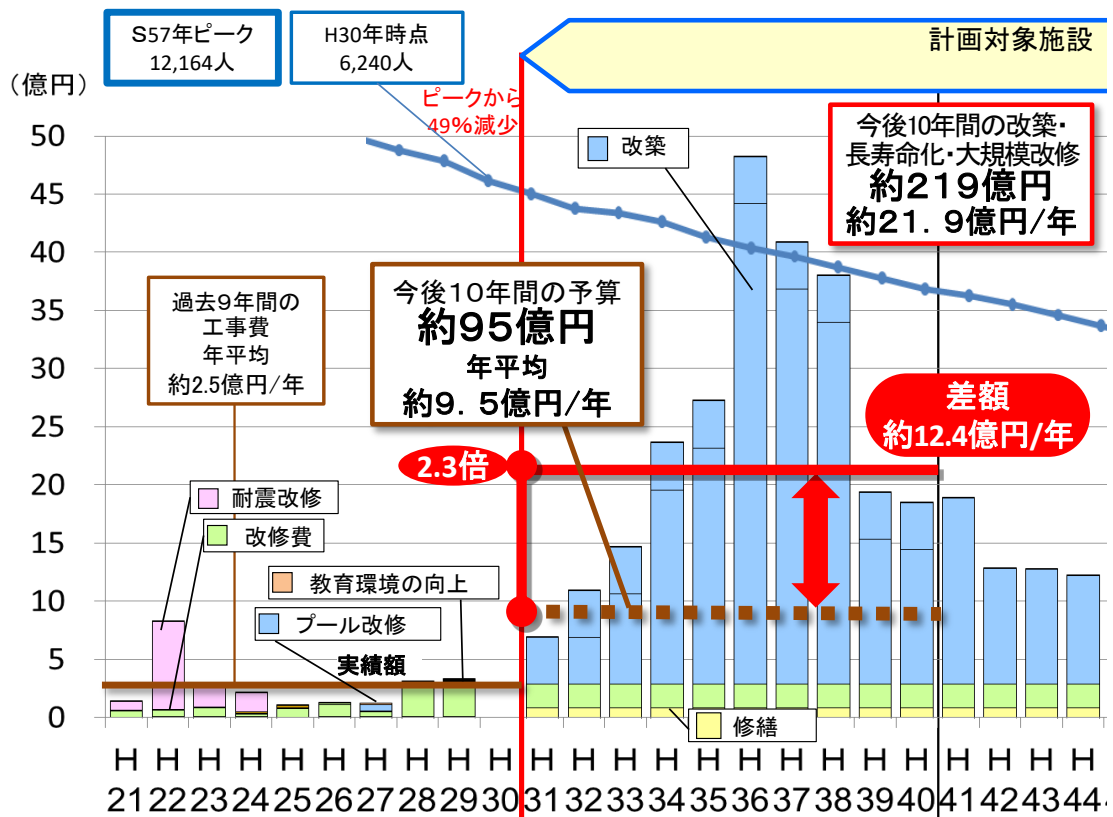 S57年ピーク
12,164人
H30年時点
6,240人
計画対象施設
(億円)
ピークから
49%減少
改築
今後10年間の改築・
長寿命化・大規模改修
約219億円
約21.9億円/年
過去9年間の
工事費
年平均
約2.5億円/年
今後10年間の予算
約95億円
年平均
約9.5億円/年
差額
約12.4億円/年
2.3倍
耐震改修
改修費
教育環境の向上
プール改修
実績額
修繕
50
45
40
35
30
25
20
15
10
5
0
H H H H H H H H H H H H H H H H H H H H H H H H
21 22 23 24 25 26 27 28 29 30 31 32 33 34 35 36 37 38 39 40 41 42 43 44